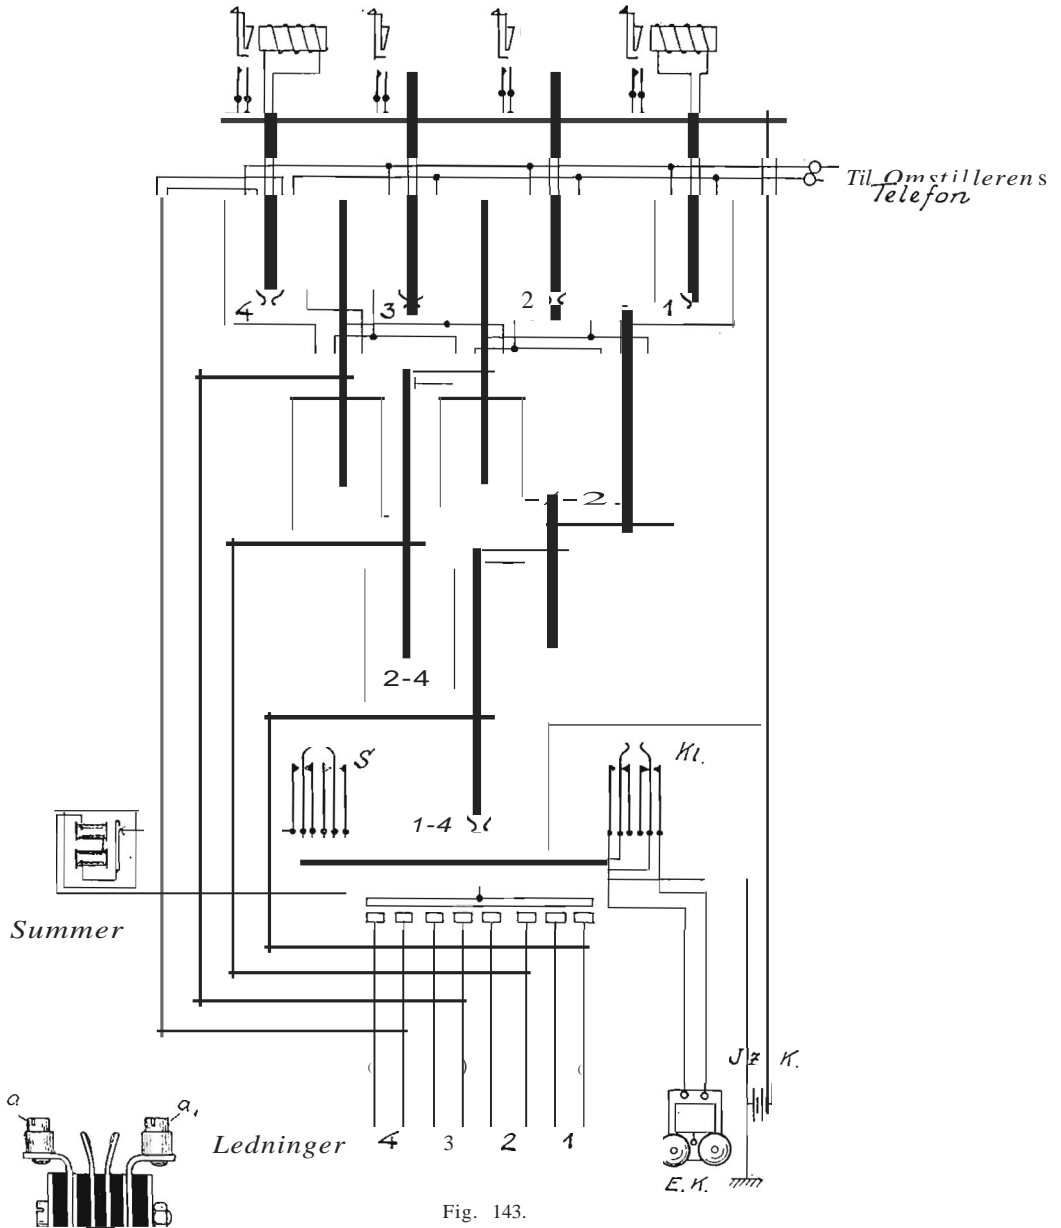 Til Omstillerens
Telefon
4
3
2
1
1-2.
2-4
S
Kl.
1-4
Summer
J K.
a
a,
Ledninger 4 3 2 1
E.K.
Fig. 143.